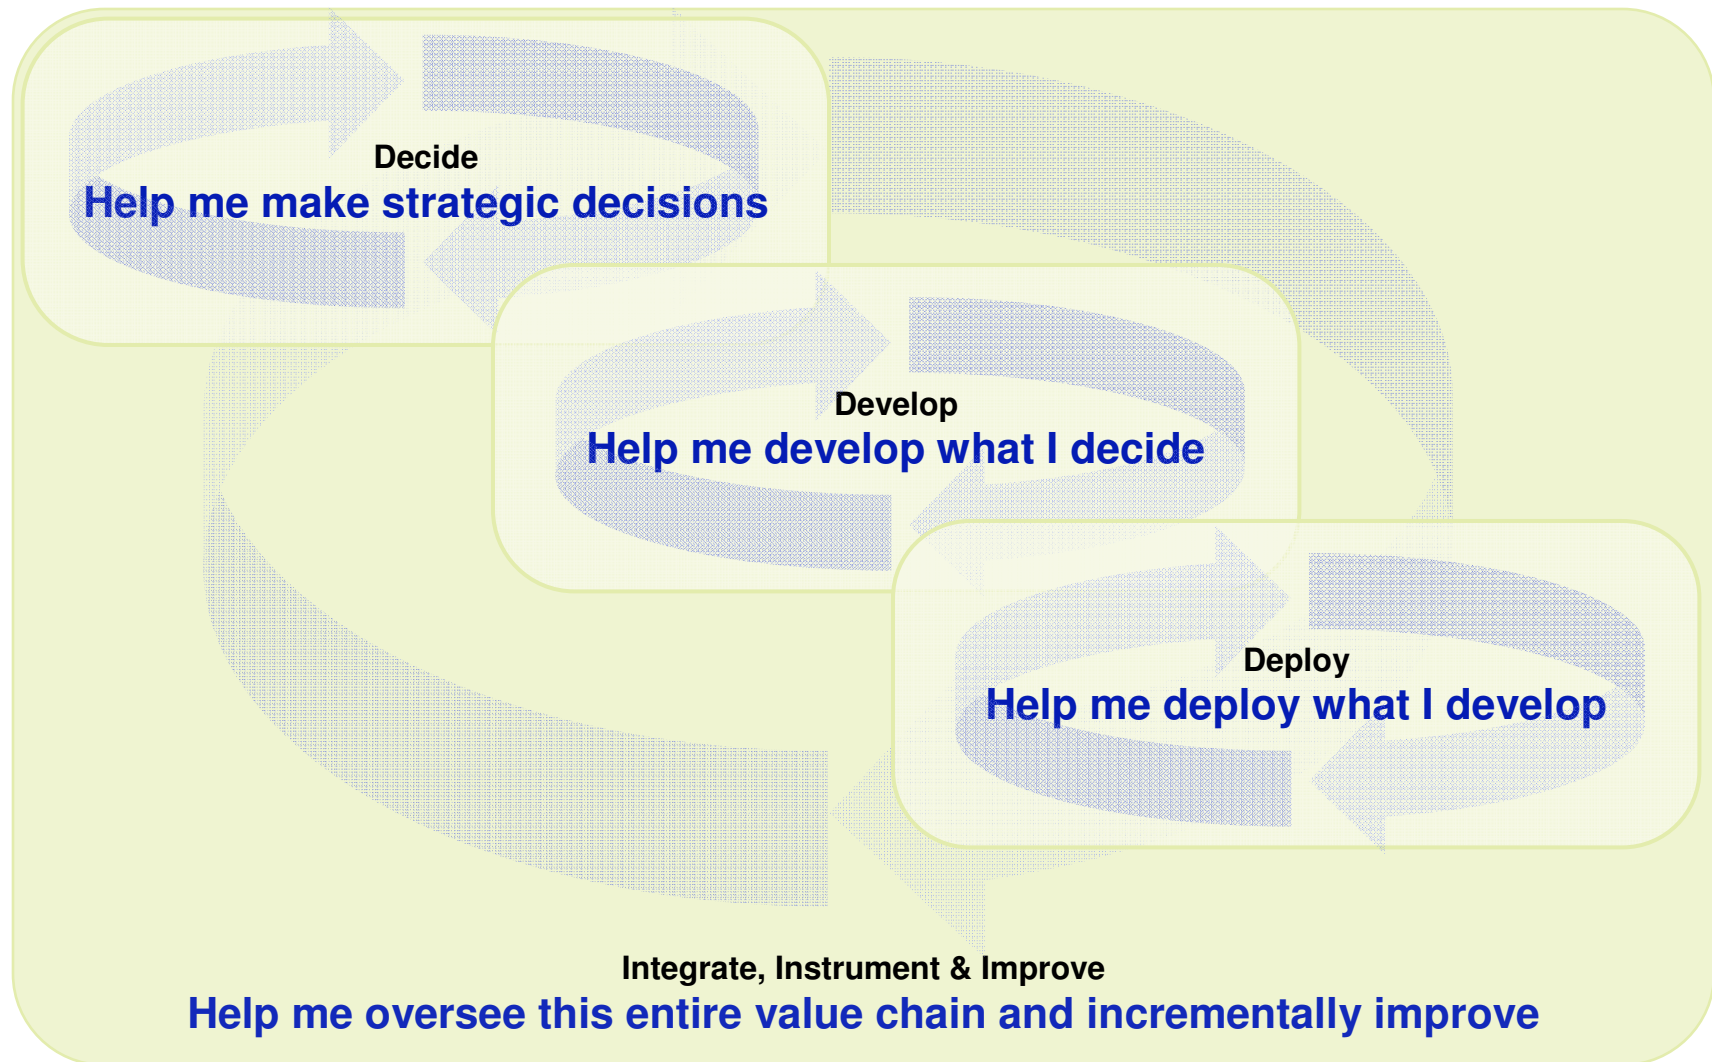 Decide
Help me make strategic decisions
Develop
Help me develop what I decide
Deploy
Help me deploy what I develop
Integrate, Instrument & Improve
Help me oversee this entire value chain and incrementally improve